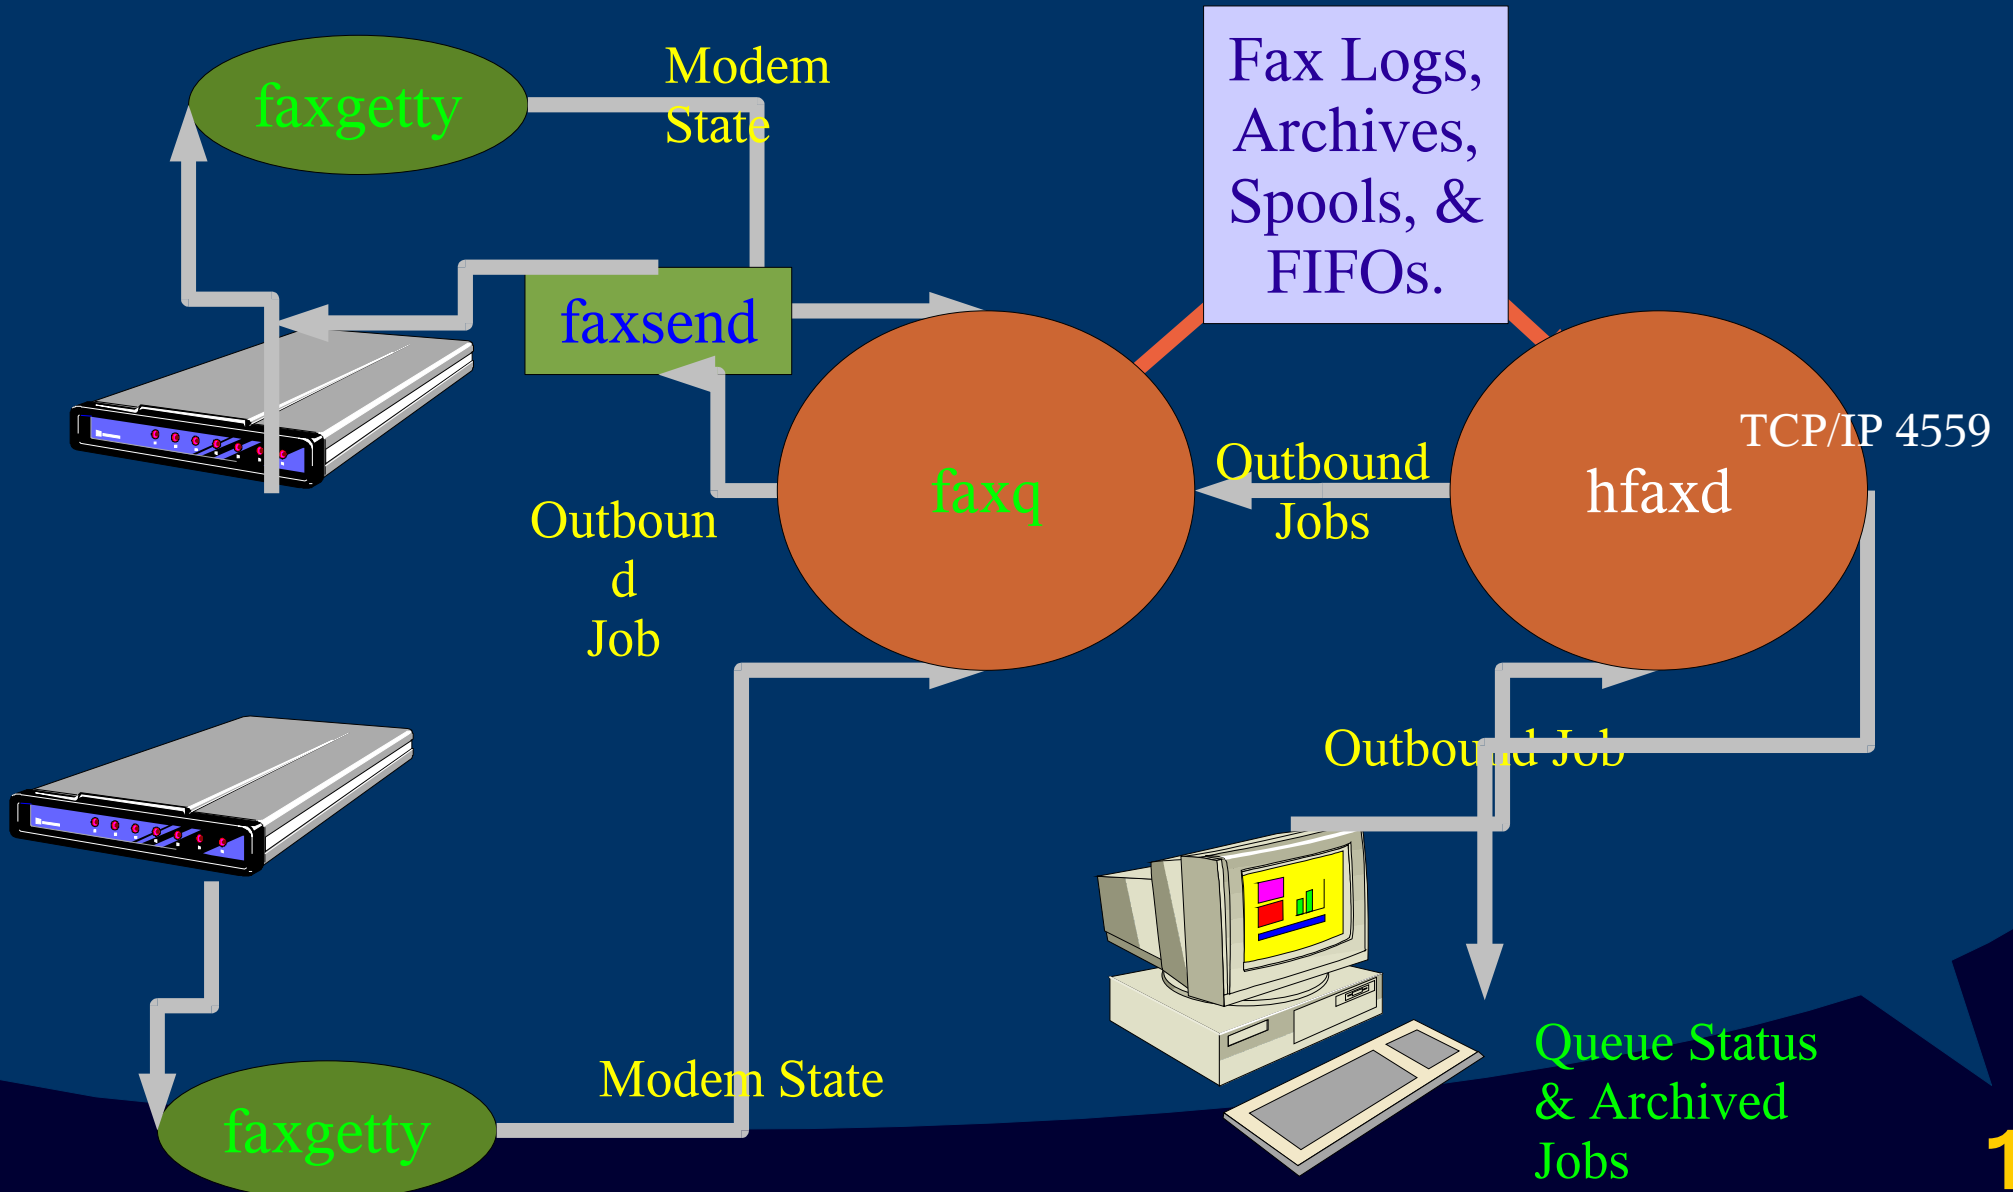 faxgetty
Modem
State
Fax Logs,
Archives,
Spools, &
FIFOs.
faxsend
TCP/IP 4559
Outbound
Jobs
faxq
hfaxd
Outboun
d
Job
Outbound Job
Queue Status
& Archived
Jobs
Modem State
faxgetty
1